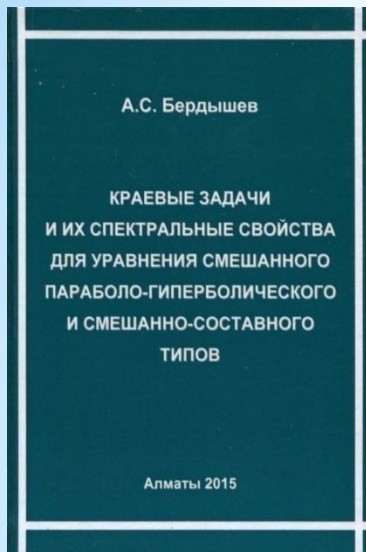 А.С. Бердышев
КРАЕВЫЕ ЗАДАЧИ
И ИХ СПЕКТРАЛЬНЫЕ СВОЙСТВА
ДЛЯ УРАВНЕНИЯ СМЕШАННОГО
ПАРАБОЛО-ГИПЕРБОЛИЧЕСКОГО
И СМЕШАННО-СОСТАВНОГО
ТИПОВ
Алматы 2015